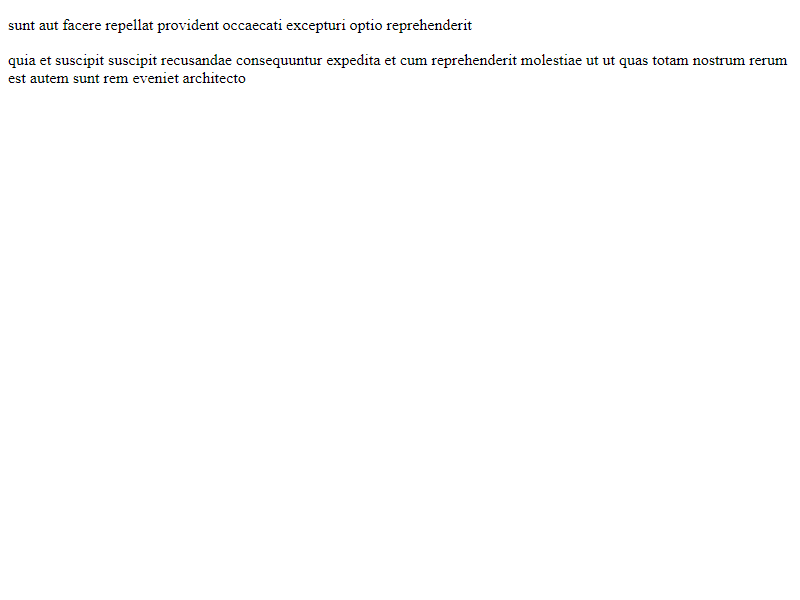 sunt aut facere repellat provident occaecati excepturi optio reprehenderit
quia et suscipit suscipit recusandae consequuntur expedita et cum reprehenderit molestiae ut ut quas totam nostrum rerum
est autem sunt rem eveniet architecto